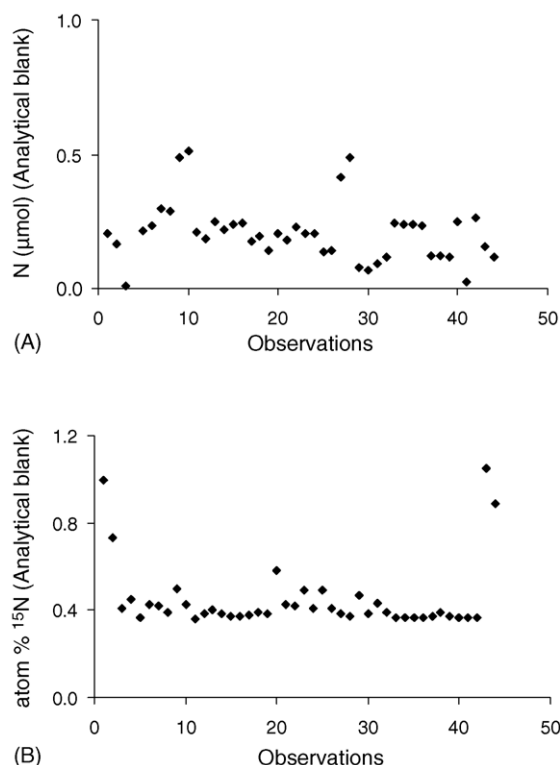 (A)
N (µmol) (Analytical blank)
1.0
0.5
0.0
0 10 20 30 40 50
Observations
(B)
atom % ¹⁵N (Analytical blank)
1.2
0.8
0.4
0.0
0 10 20 30 40 50
Observations